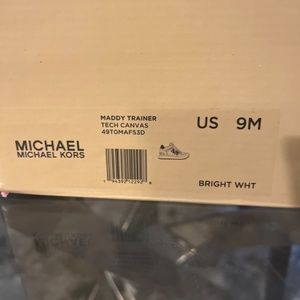 MADDY TRAINER
TECH CANVAS
49T0MAFS3D
US 9M
MICHAEL
MICHAEL KORS
BRIGHT WHT